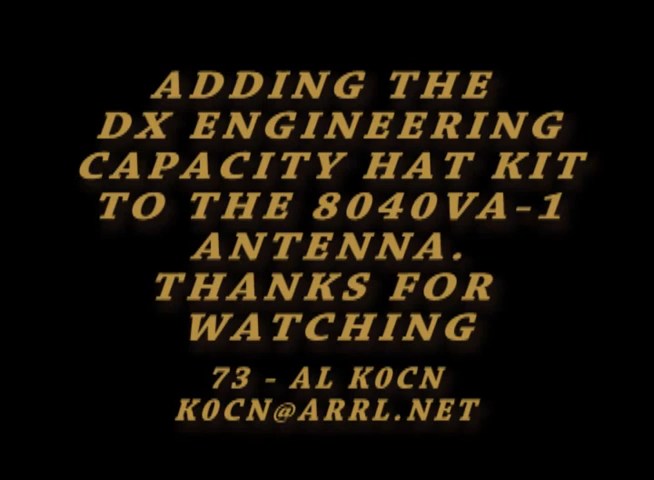 ADDING THE
DX ENGINEERING
CAPACITY HAT KIT
TO THE 8040VA-1
ANTENNA.
THANKS FOR
WATCHING
73 - AL K0CN
K0CN@ARRL.NET